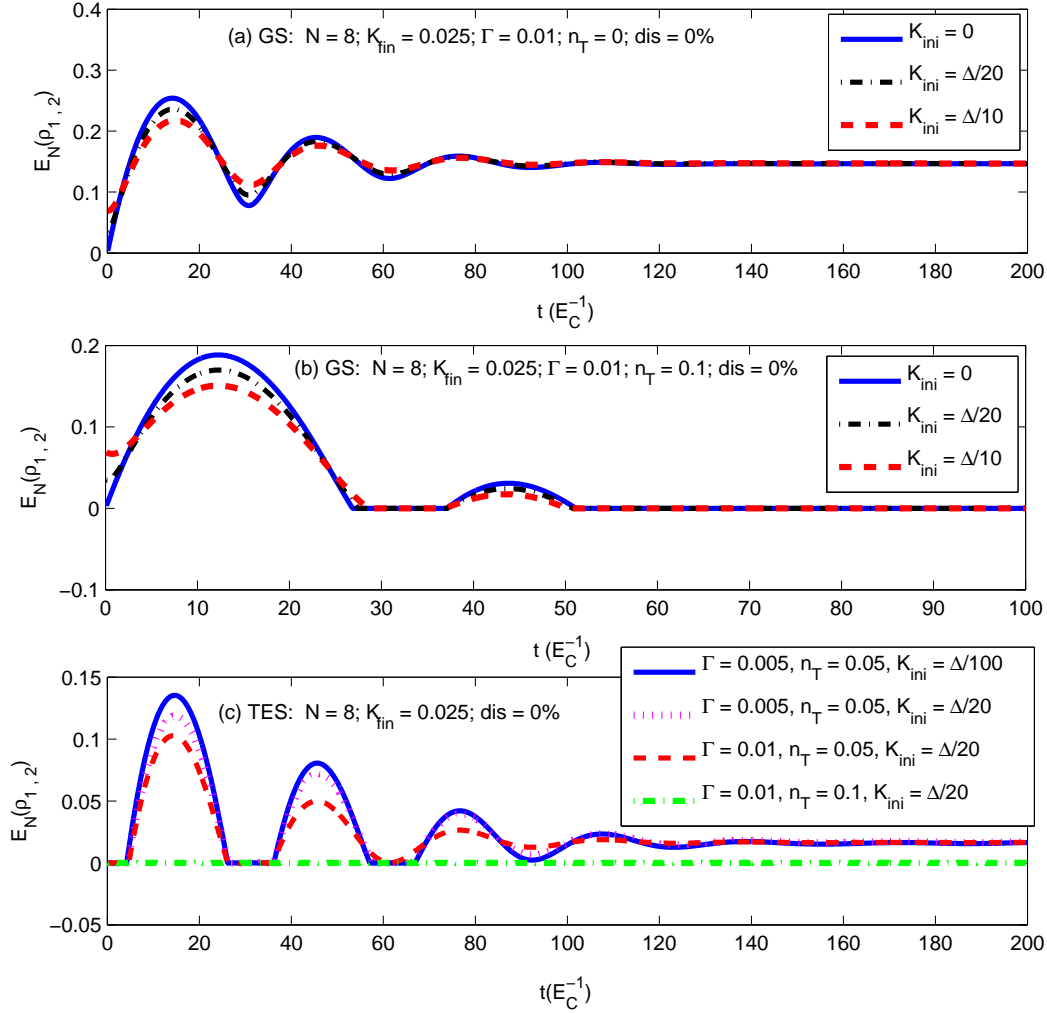 (a) GS: N = 8; K_fin = 0.025; Γ = 0.01; n_T = 0; dis = 0%
K_ini = 0
K_ini = Δ/20
K_ini = Δ/10
E_N(ρ_1,2)
0.4
0.3
0.2
0.1
0
0 20 40 60 80 100 120 140 160 180 200
t (E_C^-1)
(b) GS: N = 8; K_fin = 0.025; Γ = 0.01; n_T = 0.1; dis = 0%
K_ini = 0
K_ini = Δ/20
K_ini = Δ/10
E_N(ρ_1,2)
0.2
0.1
0
−0.1
0 10 20 30 40 50 60 70 80 90 100
t (E_C^-1)
(c) TES: N = 8; K_fin = 0.025; dis = 0%
Γ = 0.005, n_T = 0.05, K_ini = Δ/100
Γ = 0.005, n_T = 0.05, K_ini = Δ/20
Γ = 0.01, n_T = 0.05, K_ini = Δ/20
Γ = 0.01, n_T = 0.1, K_ini = Δ/20
E_N(ρ_1,2)
0.15
0.1
0.05
0
−0.05
0 20 40 60 80 100 120 140 160 180 200
t(E_C^-1)